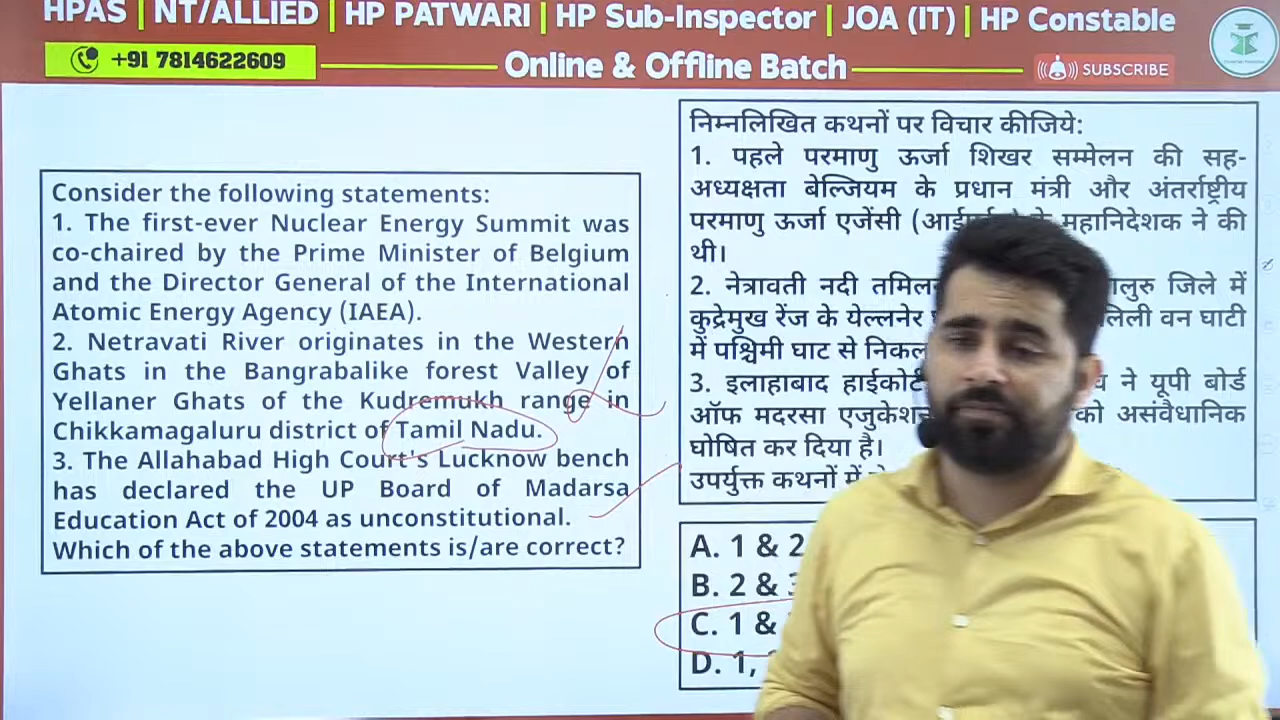 HPAS | NT/ALLIED | HP PATWARI | HP Sub-Inspector | JOA (IT) | HP Constable
+91 7814622609
Online & Offline Batch
SUBSCRIBE
Consider the following statements:
1. The first-ever Nuclear Energy Summit was
co-chaired by the Prime Minister of Belgium
and the Director General of the International
Atomic Energy Agency (IAEA).
2. Netravati River originates in the Western
Ghats in the Bangrabalike forest Valley of
Yellaner Ghats of the Kudremukh range in
Chikkamagaluru district of Tamil Nadu.
3. The Allahabad High Court's Lucknow bench
has declared the UP Board of Madarsa
Education Act of 2004 as unconstitutional.
Which of the above statements is/are correct?
निम्नलिखित कथनों पर विचार कीजिये:
1. पहले परमाणु ऊर्जा शिखर सम्मेलन की सह-
अध्यक्षता बेल्जियम के प्रधान मंत्री और अंतर्राष्ट्रीय
परमाणु ऊर्जा एजेंसी महानिदेशक ने की
थी।
2. नेत्रावती नदी जिले में
कुद्रेमुख रेंज के येल्लनेर वन घाटी
में पश्चिमी घाट से
3. इलाहाबाद ने यूपी बोर्ड
ऑफ मदरसा को असंवैधानिक
घोषित कर दिया है।
उपर्युक्त कथनों
A. 1 & 2
B. 2 &
C. 1 &
D. 1,